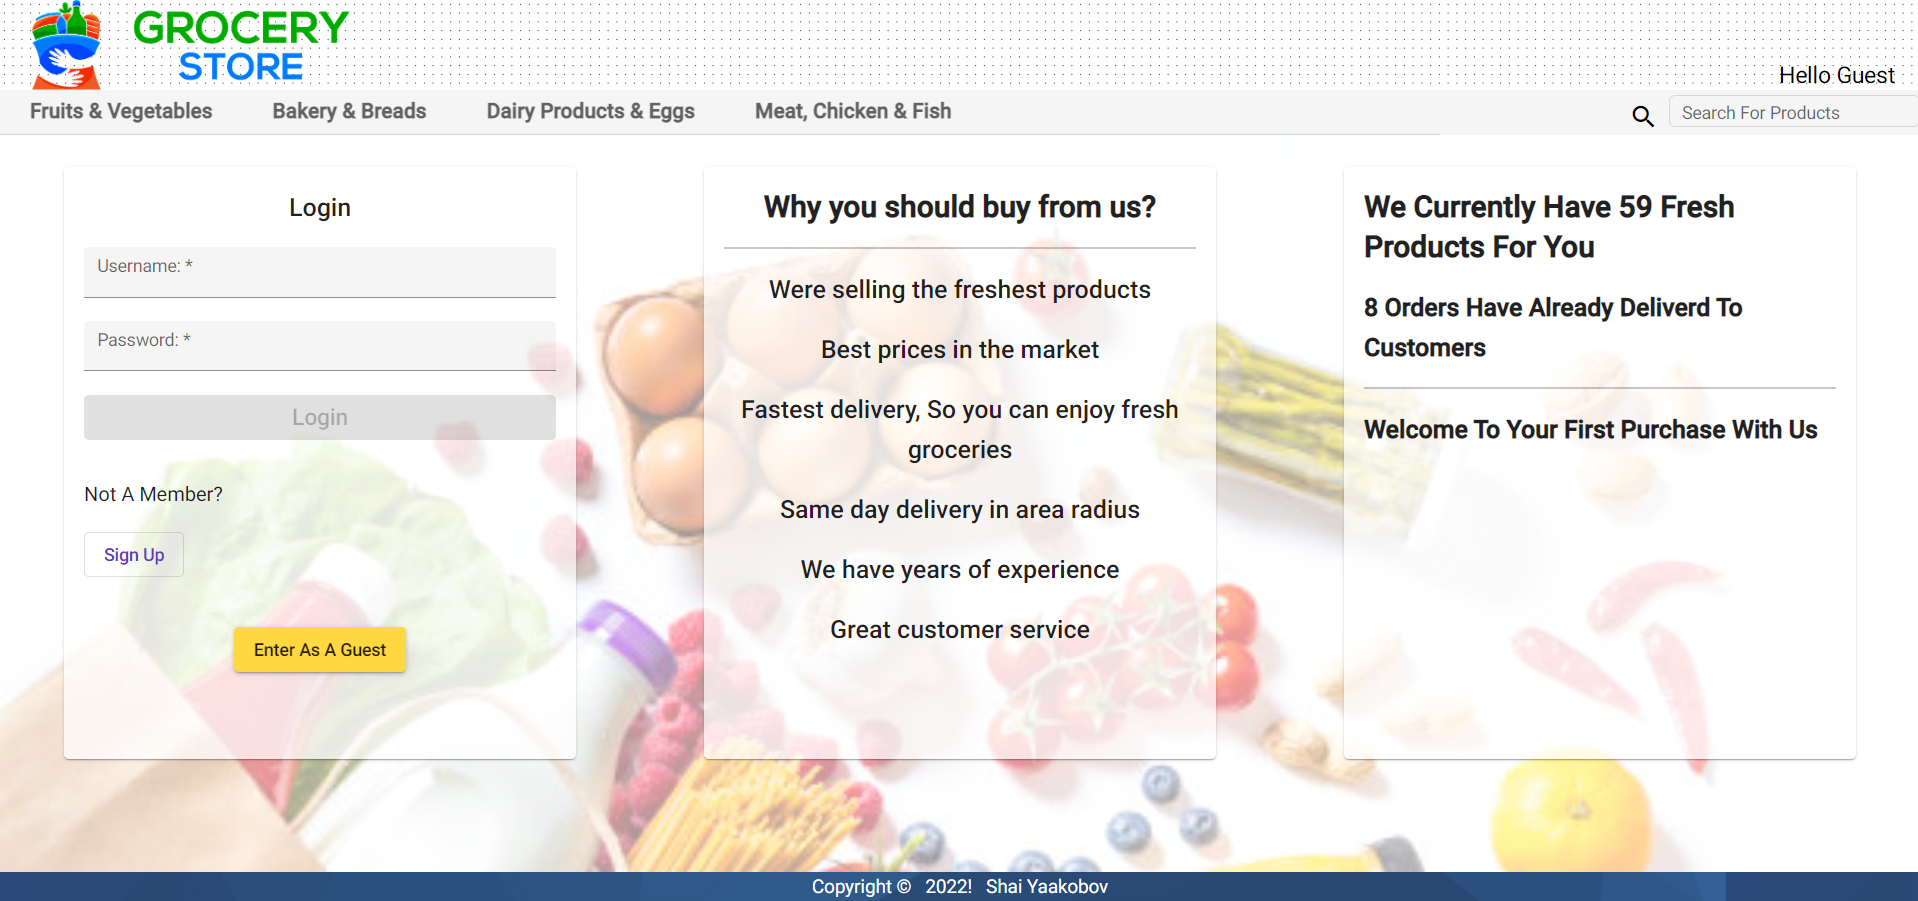 GROCERY
STORE
Hello Guest
Fruits & Vegetables
Bakery & Breads
Dairy Products & Eggs
Meat, Chicken & Fish
Search For Products
Login
Username: *
Password: *
Login
Not A Member?
Sign Up
Enter As A Guest
Why you should buy from us?
Were selling the freshest products
Best prices in the market
Fastest delivery, So you can enjoy fresh
groceries
Same day delivery in area radius
We have years of experience
Great customer service
We Currently Have 59 Fresh
Products For You
8 Orders Have Already Deliverd To
Customers
Welcome To Your First Purchase With Us
Copyright © 2022! Shai Yaakobov